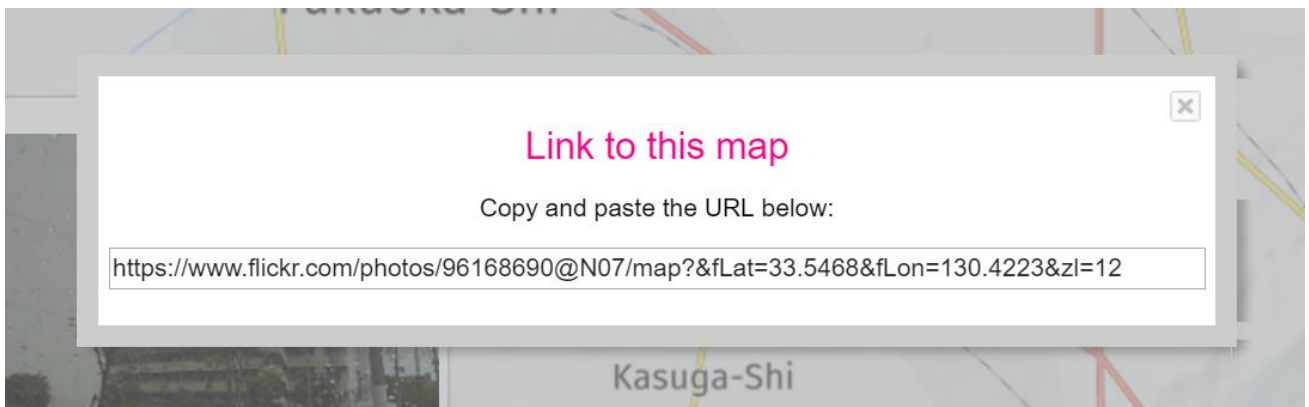 Link to this map
Copy and paste the URL below:
https://www.flickr.com/photos/96168690@N07/map?&fLat=33.5468&fLon=130.4223&zl=12
Kasuga-Shi